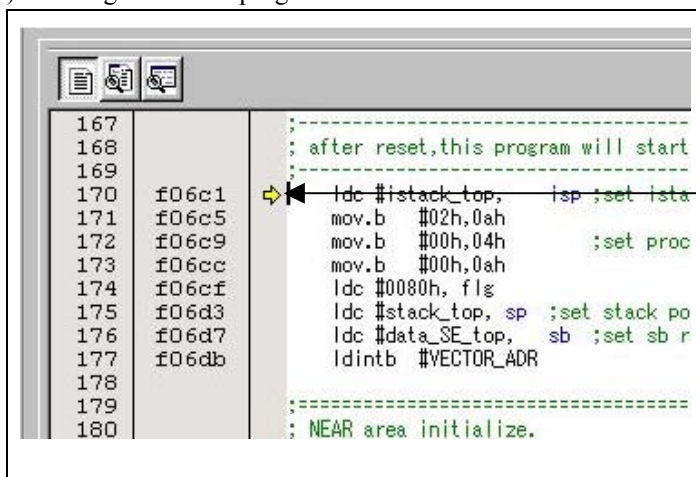 167 ;---------------------------------------
168 ; after reset,this program will start
169 ;---------------------------------------
170 f06c1 ldc #istack_top, isp ;set ista
171 f06c5 mov.b #02h,0ah
172 f06c9 mov.b #00h,04h ;set proc
173 f06cc mov.b #00h,0ah
174 f06cf ldc #0080h, flg
175 f06d3 ldc #stack_top, sp ;set stack po
176 f06d7 ldc #data_SE_top, sb ;set sb r
177 f06db ldintb #VECTOR_ADR
178
179 ;=======================================
180 ; NEAR area initialize.